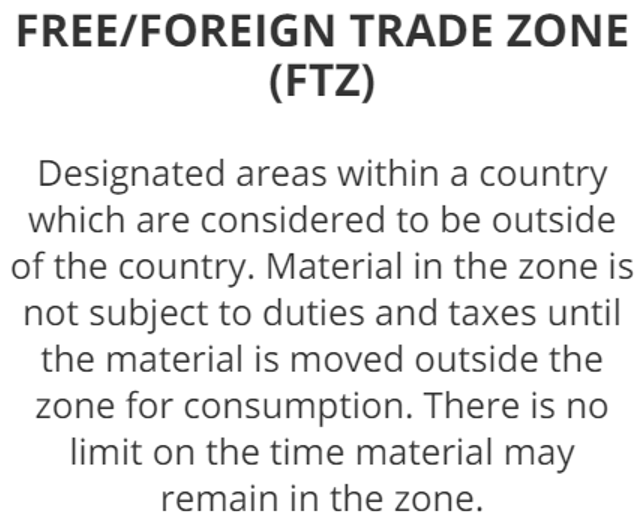 FREE/FOREIGN TRADE ZONE
(FTZ)
Designated areas within a country
which are considered to be outside
of the country. Material in the zone is
not subject to duties and taxes until
the material is moved outside the
zone for consumption. There is no
limit on the time material may
remain in the zone.